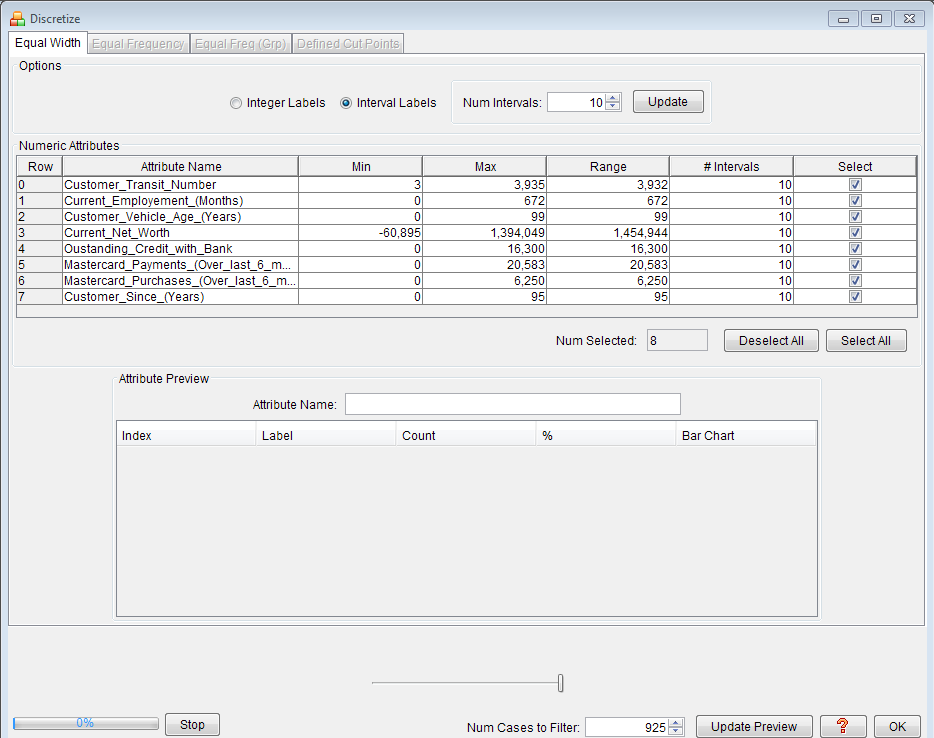 Discretize
Equal Width Equal Frequency Equal Freq (Grp) Defined Cut Points
Options
Integer Labels Interval Labels Num Intervals: 10 Update
Numeric Attributes
Row Attribute Name Min Max Range # Intervals Select
0 Customer_Transit_Number 3 3,935 3,932 10
1 Current_Employement_(Months) 0 672 672 10
2 Customer_Vehicle_Age_(Years) 0 99 99 10
3 Current_Net_Worth -60,895 1,394,049 1,454,944 10
4 Oustanding_Credit_with_Bank 0 16,300 16,300 10
5 Mastercard_Payments_(Over_last_6_m... 0 20,583 20,583 10
6 Mastercard_Purchases_(Over_last_6_m... 0 6,250 6,250 10
7 Customer_Since_(Years) 0 95 95 10
Num Selected: 8 Deselect All Select All
Attribute Preview
Attribute Name:
Index Label Count % Bar Chart
0% Stop Num Cases to Filter: 925 Update Preview ? OK